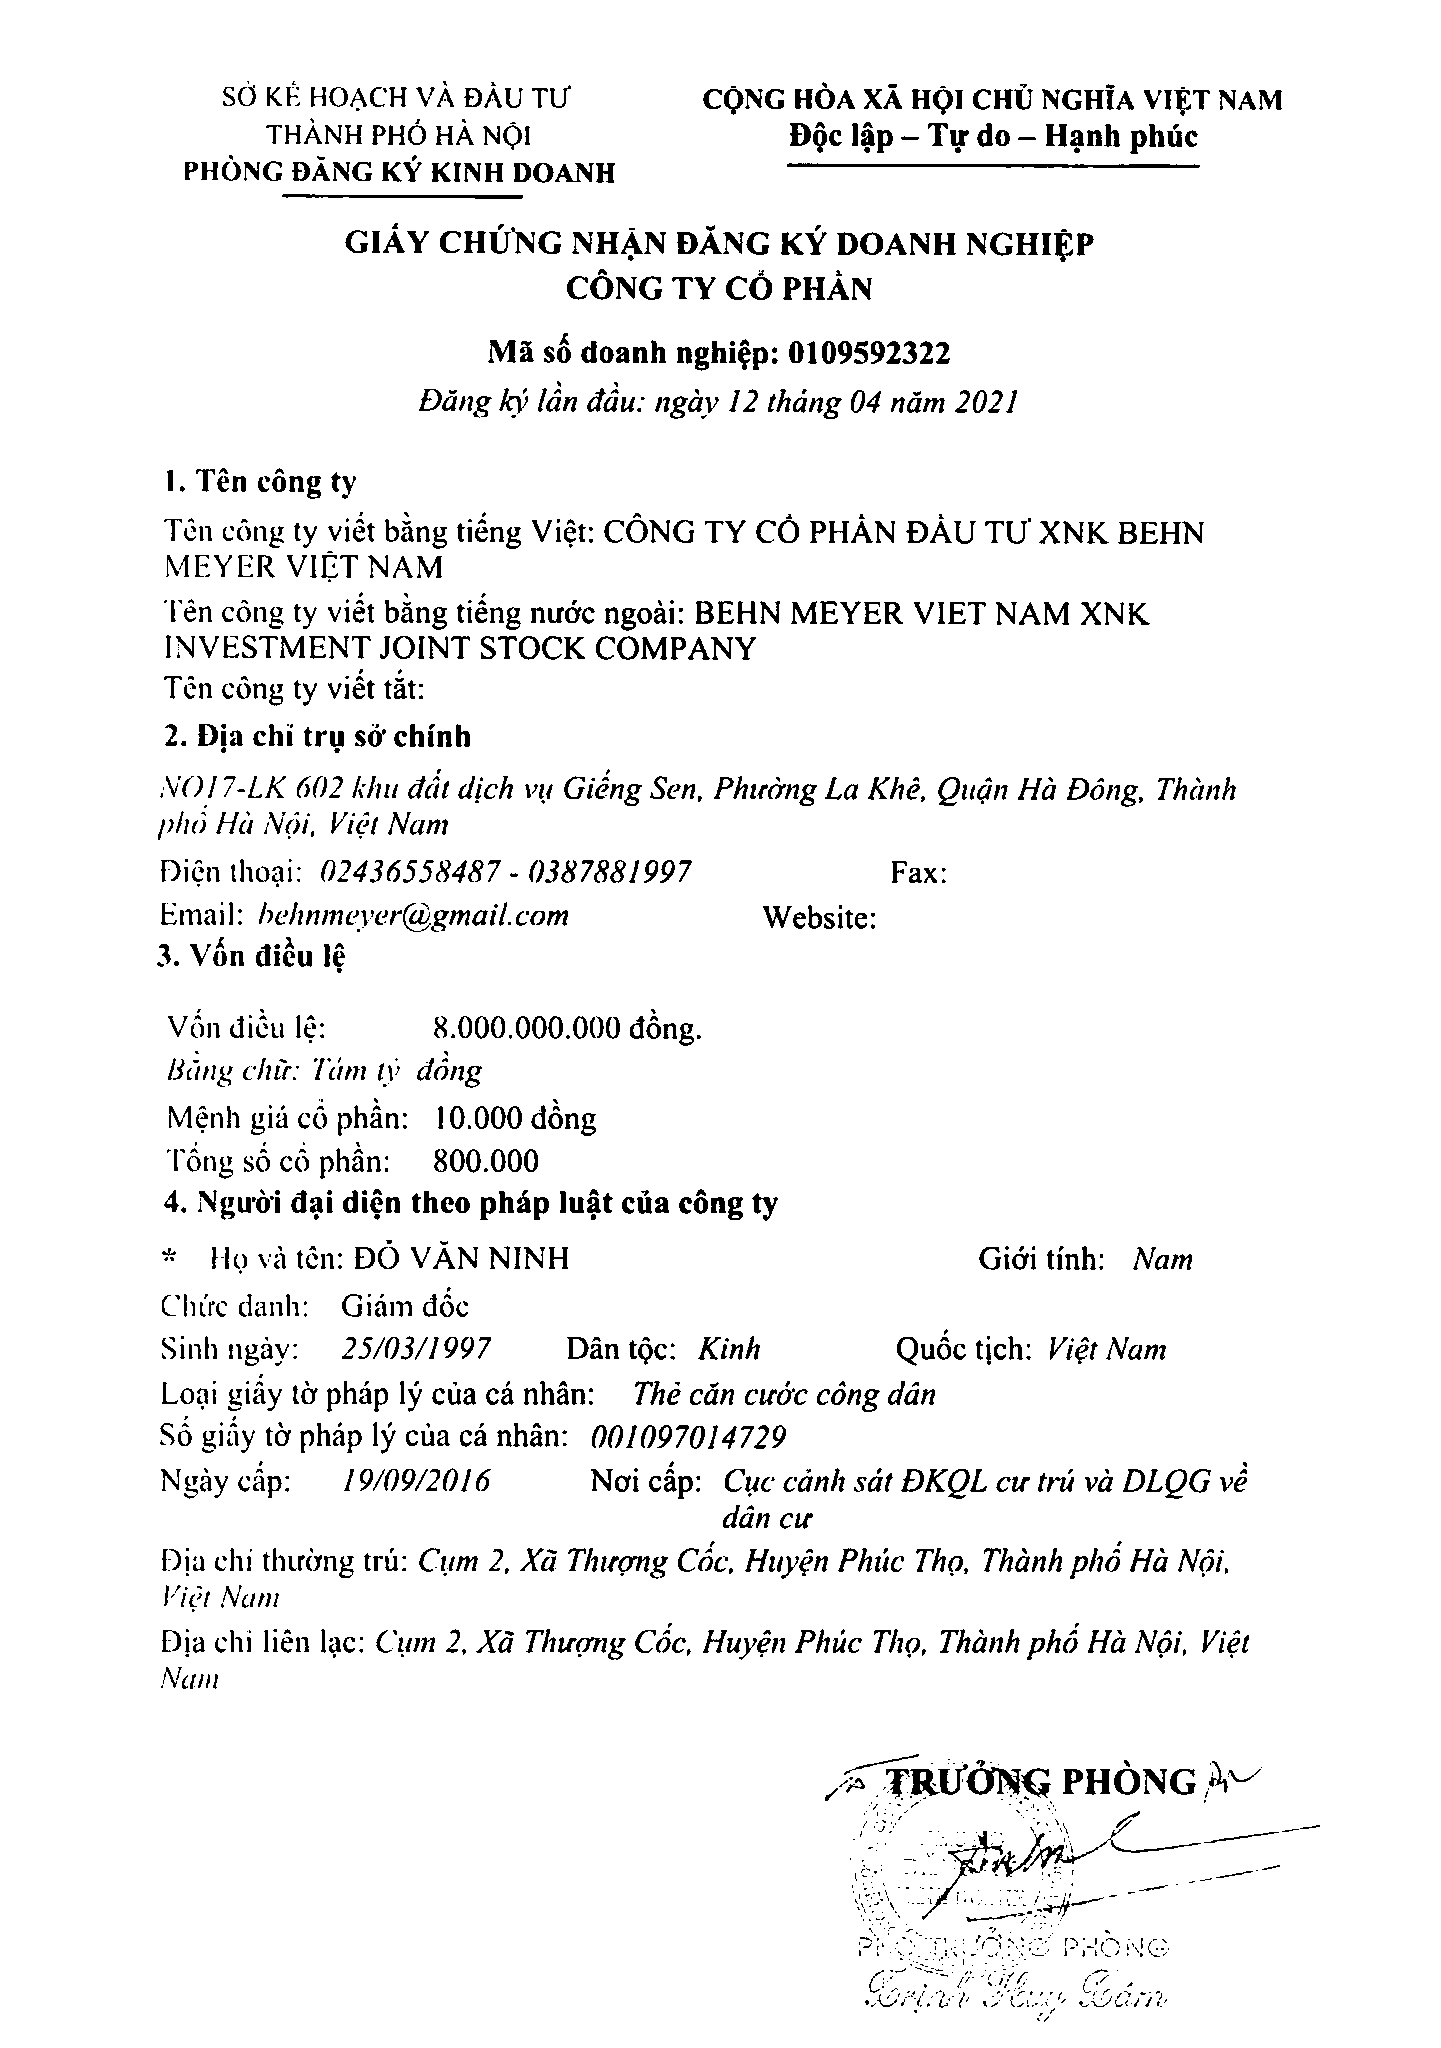 SỞ KẾ HOẠCH VÀ ĐẦU TƯ
THÀNH PHỐ HÀ NỘI
PHÒNG ĐĂNG KÝ KINH DOANH
CỘNG HÒA XÃ HỘI CHỦ NGHĨA VIỆT NAM
Độc lập – Tự do – Hạnh phúc
GIẤY CHỨNG NHẬN ĐĂNG KÝ DOANH NGHIỆP
CÔNG TY CỔ PHẦN
Mã số doanh nghiệp: 0109592322
Đăng ký lần đầu: ngày 12 tháng 04 năm 2021
1. Tên công ty
Tên công ty viết bằng tiếng Việt: CÔNG TY CỔ PHẦN ĐẦU TƯ XNK BEHN
MEYER VIỆT NAM
Tên công ty viết bằng tiếng nước ngoài: BEHN MEYER VIET NAM XNK
INVESTMENT JOINT STOCK COMPANY
Tên công ty viết tắt:
2. Địa chỉ trụ sở chính
NO17-LK 602 khu đất dịch vụ Giếng Sen, Phường La Khê, Quận Hà Đông, Thành
phố Hà Nội, Việt Nam
Điện thoại: 02436558487 - 0387881997 Fax:
Email: behnmeyer@gmail.com Website:
3. Vốn điều lệ
Vốn điều lệ: 8.000.000.000 đồng.
Bằng chữ: Tám tỷ đồng
Mệnh giá cổ phần: 10.000 đồng
Tổng số cổ phần: 800.000
4. Người đại diện theo pháp luật của công ty
* Họ và tên: ĐỖ VĂN NINH Giới tính: Nam
Chức danh: Giám đốc
Sinh ngày: 25/03/1997 Dân tộc: Kinh Quốc tịch: Việt Nam
Loại giấy tờ pháp lý của cá nhân: Thẻ căn cước công dân
Số giấy tờ pháp lý của cá nhân: 001097014729
Ngày cấp: 19/09/2016 Nơi cấp: Cục cảnh sát ĐKQL cư trú và DLQG về
dân cư
Địa chỉ thường trú: Cụm 2, Xã Thượng Cốc, Huyện Phúc Thọ, Thành phố Hà Nội,
Việt Nam
Địa chỉ liên lạc: Cụm 2, Xã Thượng Cốc, Huyện Phúc Thọ, Thành phố Hà Nội, Việt
Nam
TRƯỞNG PHÒNG
PHÓ TRƯỞNG PHÒNG
Trịnh Huy Tám